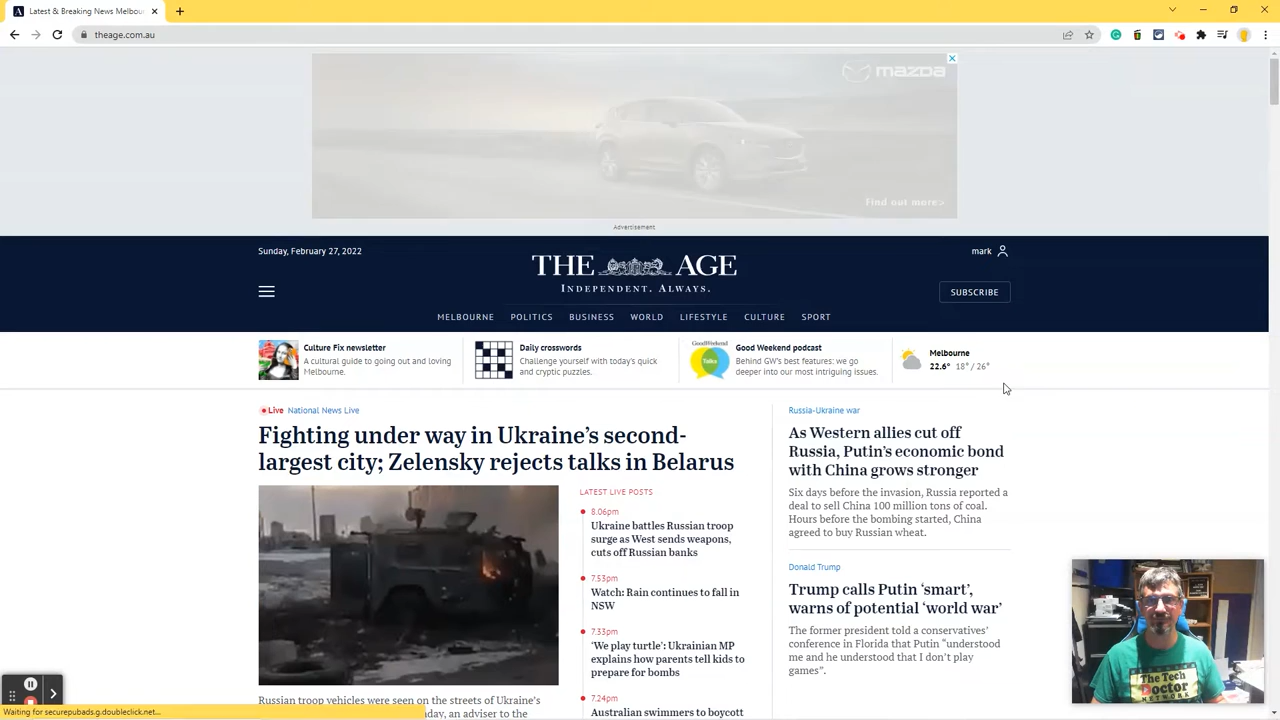 Latest & Breaking News Melbou
theage.com.au
mazda
Find out more>
Advertisement
Sunday, February 27, 2022
mark
THE AGE
INDEPENDENT. ALWAYS.
SUBSCRIBE
MELBOURNE POLITICS BUSINESS WORLD LIFESTYLE CULTURE SPORT
Culture Fix newsletter
A cultural guide to going out and loving
Melbourne.
Daily crosswords
Challenge yourself with today's quick
and cryptic puzzles.
GoodWeekend
Talks
Good Weekend podcast
Behind GW's best features: we go
deeper into our most intriguing issues.
Melbourne
22.6° 18° / 26°
Live National News Live
Fighting under way in Ukraine's second-
largest city; Zelensky rejects talks in Belarus
LATEST LIVE POSTS
8.06pm
Ukraine battles Russian troop
surge as West sends weapons,
cuts off Russian banks
7.53pm
Watch: Rain continues to fall in
NSW
7.33pm
'We play turtle': Ukrainian MP
explains how parents tell kids to
prepare for bombs
7.24pm
Australian swimmers to boycott
Russian troop vehicles were seen on the streets of Ukraine's
day, an adviser to the
Russia-Ukraine war
As Western allies cut off
Russia, Putin's economic bond
with China grows stronger
Six days before the invasion, Russia reported a
deal to sell China 100 million tons of coal.
Hours before the bombing started, China
agreed to buy Russian wheat.
Donald Trump
Trump calls Putin 'smart',
warns of potential 'world war'
The former president told a conservatives'
conference in Florida that Putin "understood
me and he understood that I don't play
games".
THE TECH
DOCTOR
NETWORK
Waiting for securepubads.g.doubleclick.net...